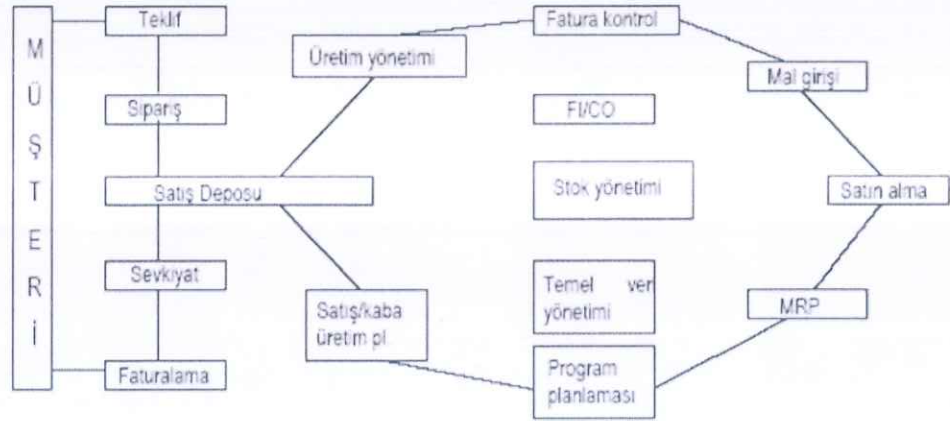 MÜŞTERİ
Teklif
Sipariş
Satış Deposu
Sevkiyat
Faturalama
Üretim yönetimi
Satış/kaba
üretim pl.
Fatura kontrol
FI/CO
Stok yönetimi
Temel veri
yönetimi
Program
planlaması
Mal girişi
Satın alma
MRP